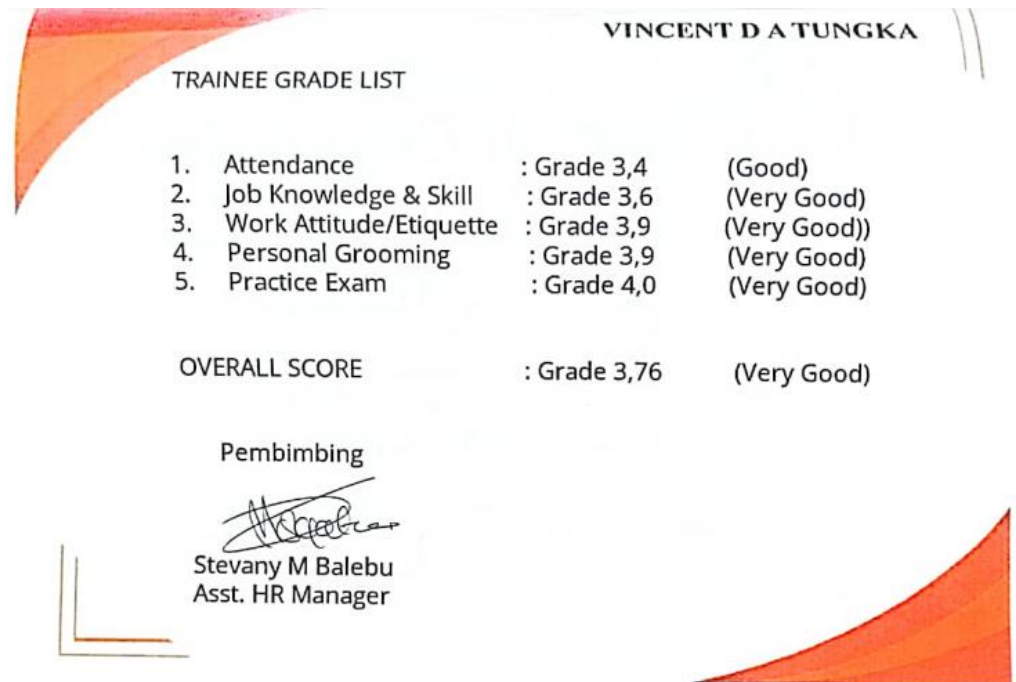 VINCENT D A TUNGKA
TRAINEE GRADE LIST
1. Attendance : Grade 3,4 (Good)
2. Job Knowledge & Skill : Grade 3,6 (Very Good)
3. Work Attitude/Etiquette : Grade 3,9 (Very Good))
4. Personal Grooming : Grade 3,9 (Very Good)
5. Practice Exam : Grade 4,0 (Very Good)
OVERALL SCORE : Grade 3,76 (Very Good)
Pembimbing
Stevany M Balebu
Asst. HR Manager